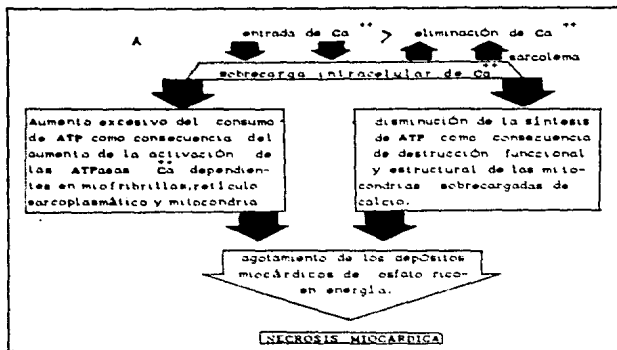 A
entrada de Ca++ > eliminación de Ca++
sarcolema
sobrecarga intracelular de Ca++
Aumento excesivo del consumo
de ATP como consecuencia del
aumento de la activación de
las ATPasas Ca++ dependien-
tes en miofribrillas, retículo
sarcoplasmático y mitocondria
disminución de la síntesis
de ATP como consecuencia
de destrucción funcional
y estructural de las mito-
condrias sobrecargadas de
calcio.
agotamiento de los depósitos
miocárdicos de osfato rico-
en energía.
NECROSIS MIOCARDICA